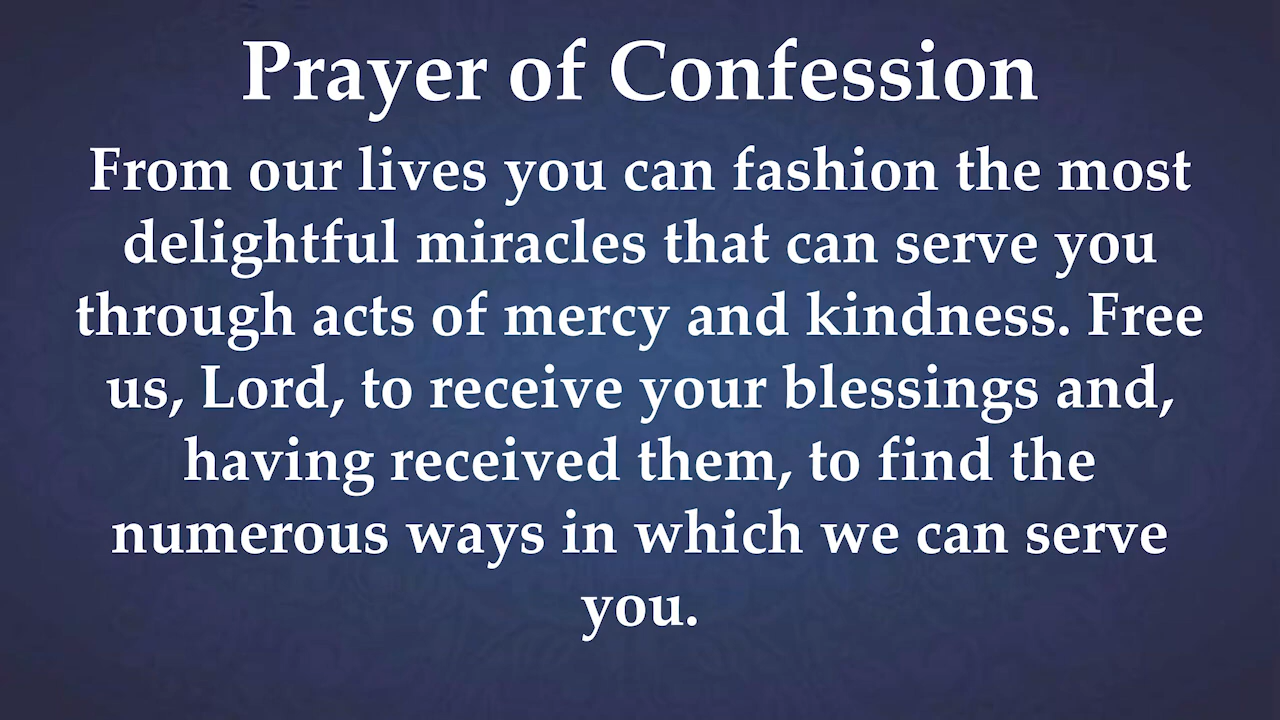 Prayer of Confession
From our lives you can fashion the most
delightful miracles that can serve you
through acts of mercy and kindness. Free
us, Lord, to receive your blessings and,
having received them, to find the
numerous ways in which we can serve
you.